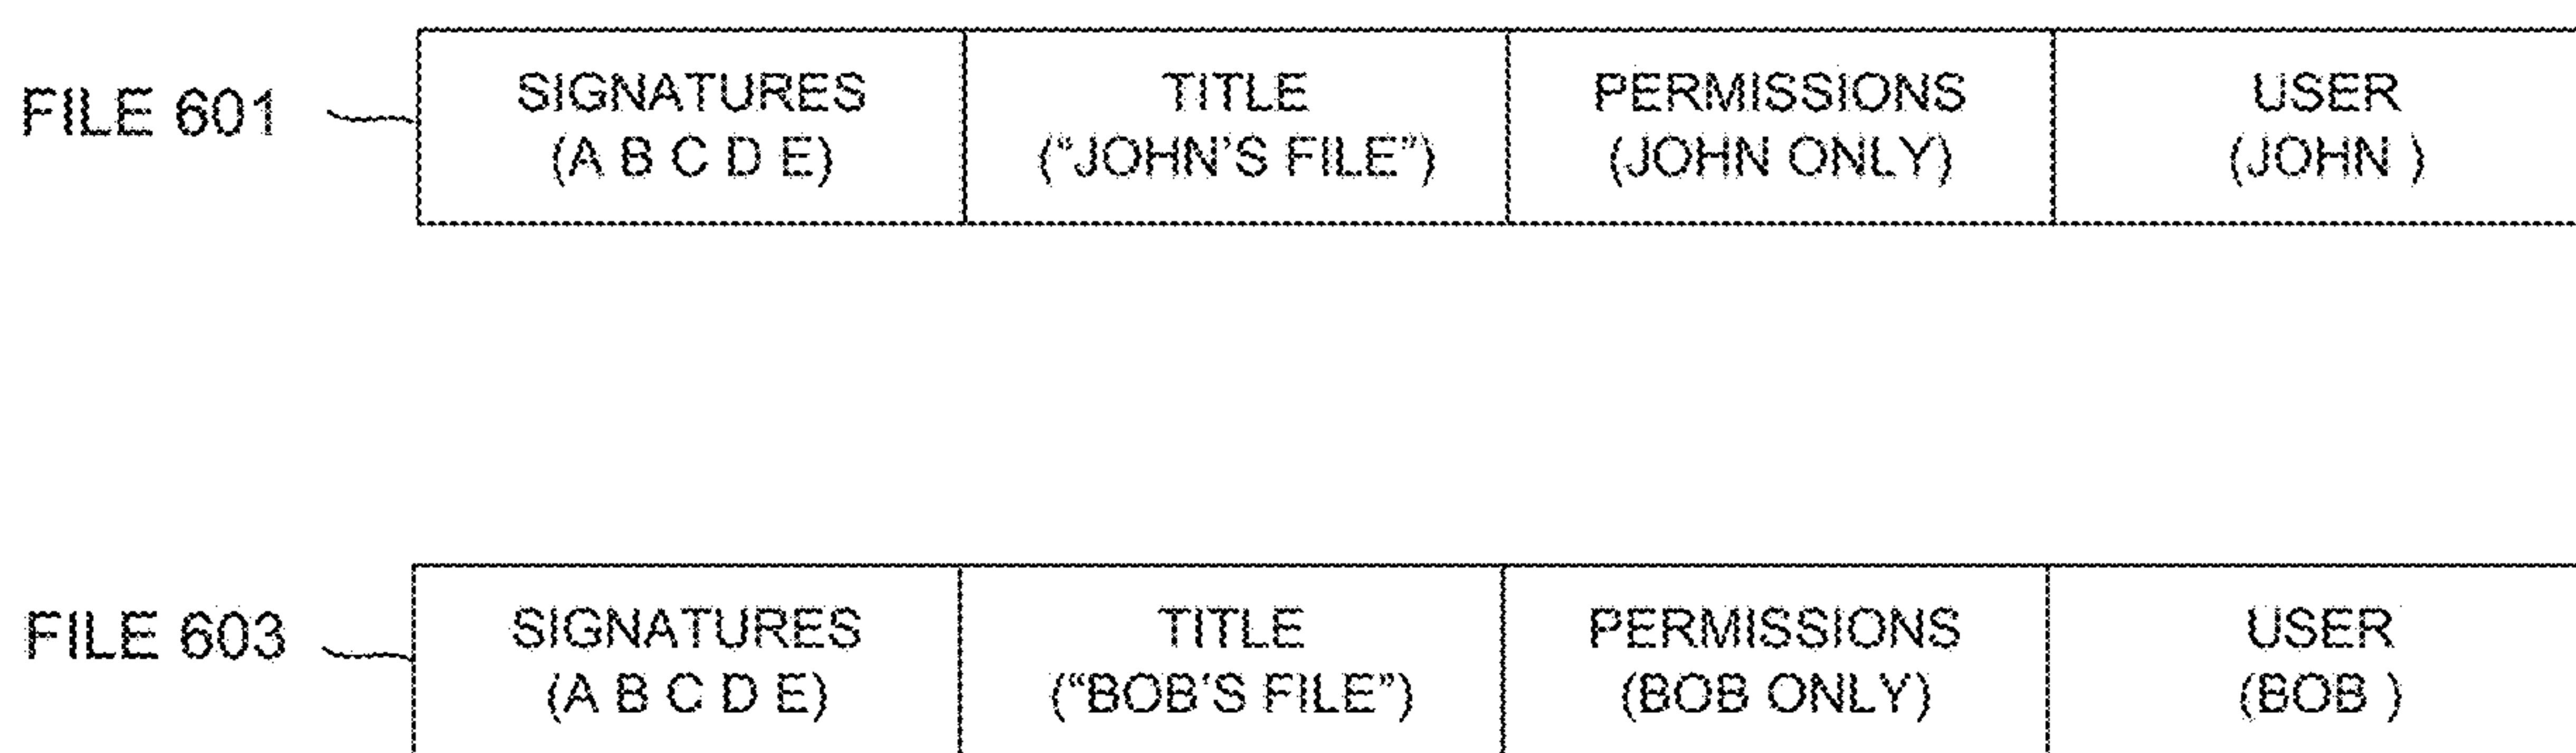 FILE 601
SIGNATURES
(A B C D E)
TITLE
("JOHN'S FILE")
PERMISSIONS
(JOHN ONLY)
USER
(JOHN )
FILE 603
SIGNATURES
(A B C D E)
TITLE
("BOB'S FILE")
PERMISSIONS
(BOB ONLY)
USER
(BOB )